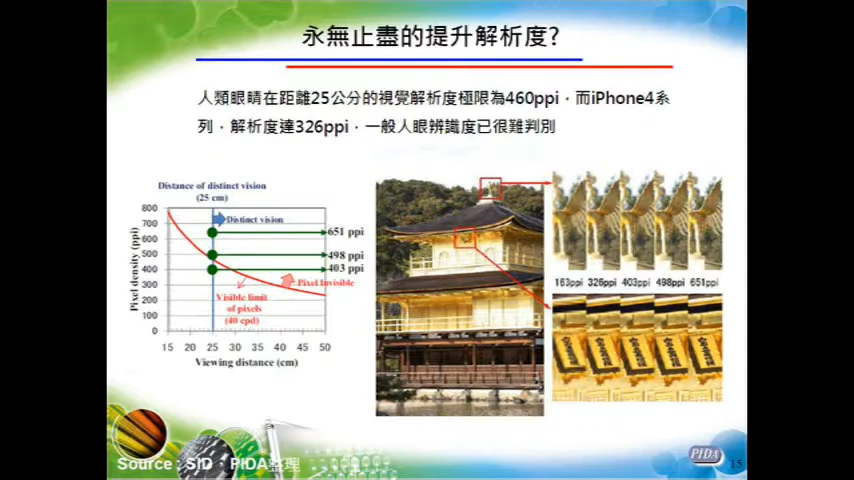 永無止盡的提升解析度?
人類眼睛在距離25公分的視覺解析度極限為460ppi，而iPhone4系
列，解析度達326ppi，一般人眼辨識度已很難判別
Distance of distinct vision
(25 cm)
Distinct vision
651 ppi
498 ppi
403 ppi
Pixel Invisible
Visible limit
of pixels
(40 cpd)
Pixel density (ppi)
800
700
600
500
400
300
200
100
0
15 20 25 30 35 40 45 50
Viewing distance (cm)
163ppi 326ppi 403ppi 498ppi 651ppi
Source : SID，PIDA整理
PIDA
15